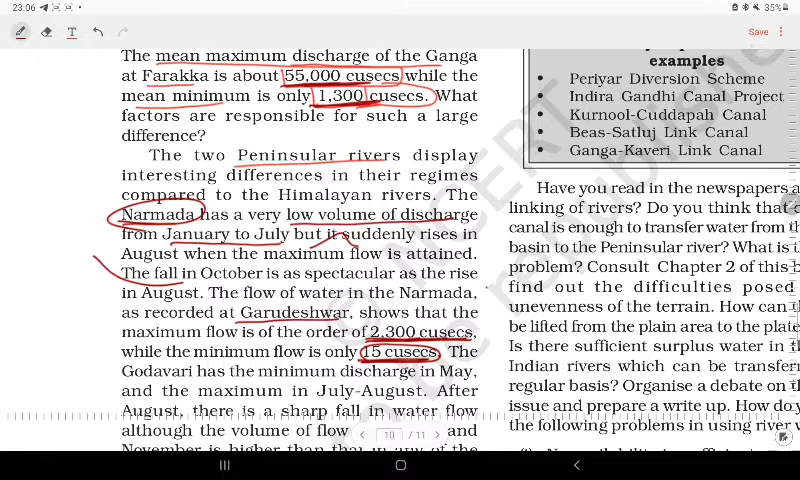 23:06
35%
Save
The mean maximum discharge of the Ganga
at Farakka is about 55,000 cusecs while the
mean minimum is only 1,300 cusecs. What
factors are responsible for such a large
difference?
The two Peninsular rivers display
interesting differences in their regimes
compared to the Himalayan rivers. The
Narmada has a very low volume of discharge
from January to July but it suddenly rises in
August when the maximum flow is attained.
The fall in October is as spectacular as the rise
in August. The flow of water in the Narmada,
as recorded at Garudeshwar, shows that the
maximum flow is of the order of 2,300 cusecs,
while the minimum flow is only 15 cusecs. The
Godavari has the minimum discharge in May,
and the maximum in July-August. After
August, there is a sharp fall in water flow
although the volume of flow and
November is higher than that in any of the
examples
• Periyar Diversion Scheme
• Indira Gandhi Canal Project
• Kurnool-Cuddapah Canal
• Beas-Satluj Link Canal
• Ganga-Kaveri Link Canal
Have you read in the newspapers a
linking of rivers? Do you think that
canal is enough to transfer water from th
basin to the Peninsular river? What is t
problem? Consult Chapter 2 of this b
find out the difficulties posed
unevenness of the terrain. How can th
be lifted from the plain area to the plate
Is there sufficient surplus water in th
Indian rivers which can be transfer
regular basis? Organise a debate on th
issue and prepare a write up. How do y
the following problems in using river w
10 / 11
© NCERT
be republishe